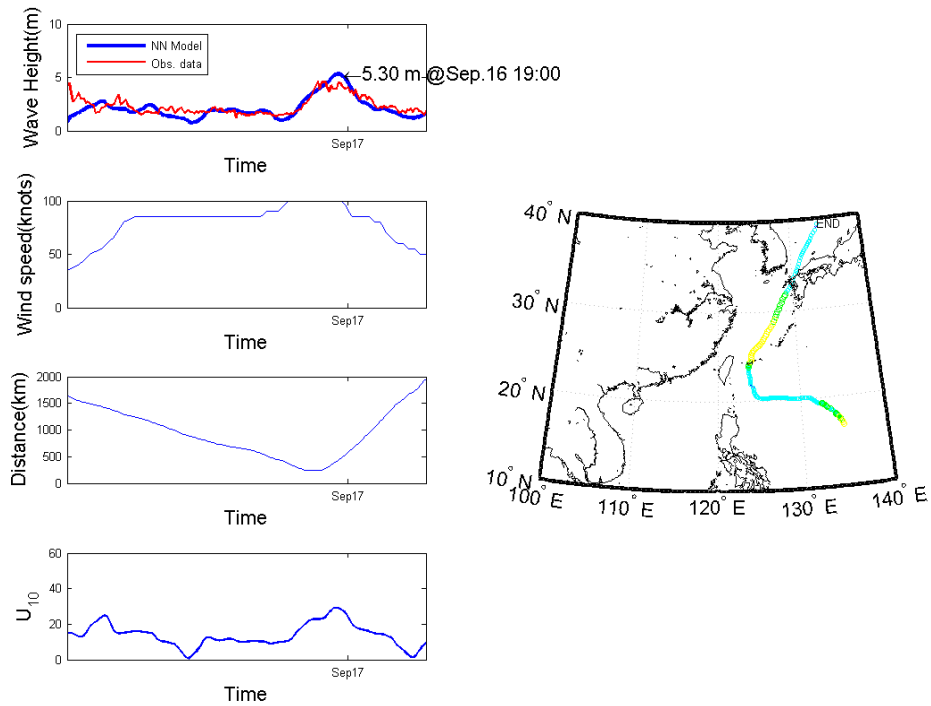 10
5
0
Wave Height(m)
NN Model
Obs. data
5.30 m @Sep.16 19:00
Sep17
Time
100
50
0
Wind speed(knots)
Sep17
Time
2000
1500
1000
500
0
Distance(km)
Sep17
Time
60
40
20
0
U10
Sep17
Time
40° N
30° N
20° N
10° N
100° E
110° E
120° E
130° E
140° E
END